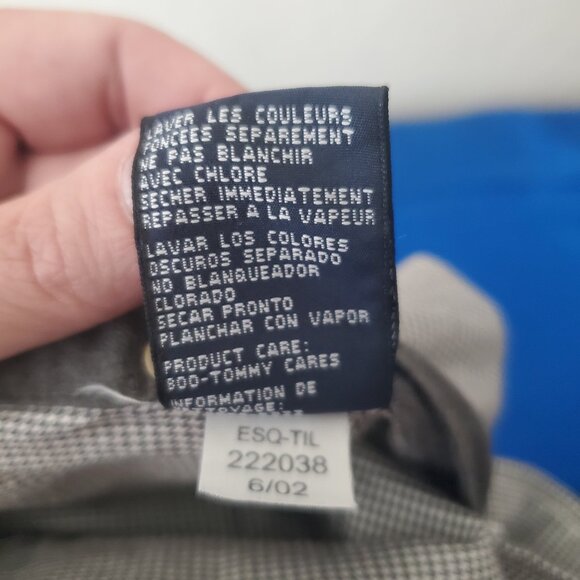 LAVER LES COULEURS
FONCEES SEPAREMENT
NE PAS BLANCHIR
AVEC CHLORE
SECHER IMMEDIATEMENT
REPASSER A LA VAPEUR
LAVAR LOS COLORES
OSCUROS SEPARADO
NO BLANQUEADOR
CLORADO
SECAR PRONTO
PLANCHAR CON VAPOR
PRODUCT CARE:
800-TOMMY CARES
INFORMATION DE
NETTOYAGE:
ESQ-TIL
222038
6/02